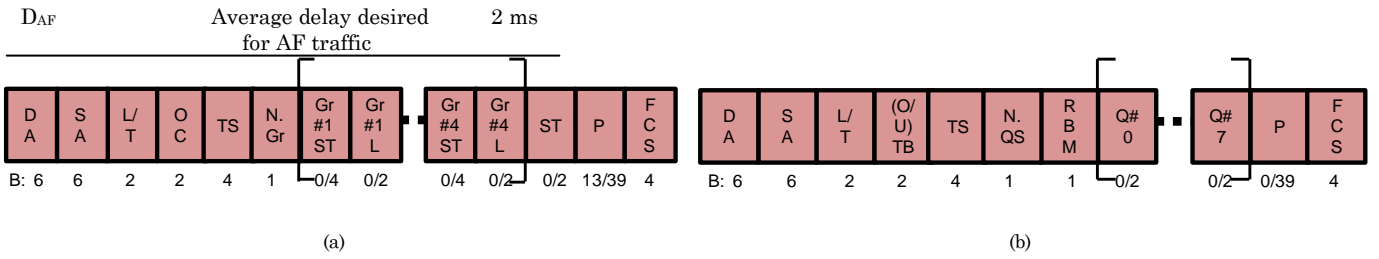 DAF Average delay desired 2 ms
for AF traffic
D A S A L/ T O C TS N. Gr Gr #1 ST Gr #1 L Gr #4 ST Gr #4 L ST P F C S
B: 6 6 2 2 4 1 0/4 0/2 0/4 0/2 0/2 13/39 4
(a)
D A S A L/ T (O/ U) TB TS N. QS R B M Q# 0 Q# 7 P F C S
B: 6 6 2 2 4 1 1 0/2 0/2 0/39 4
(b)